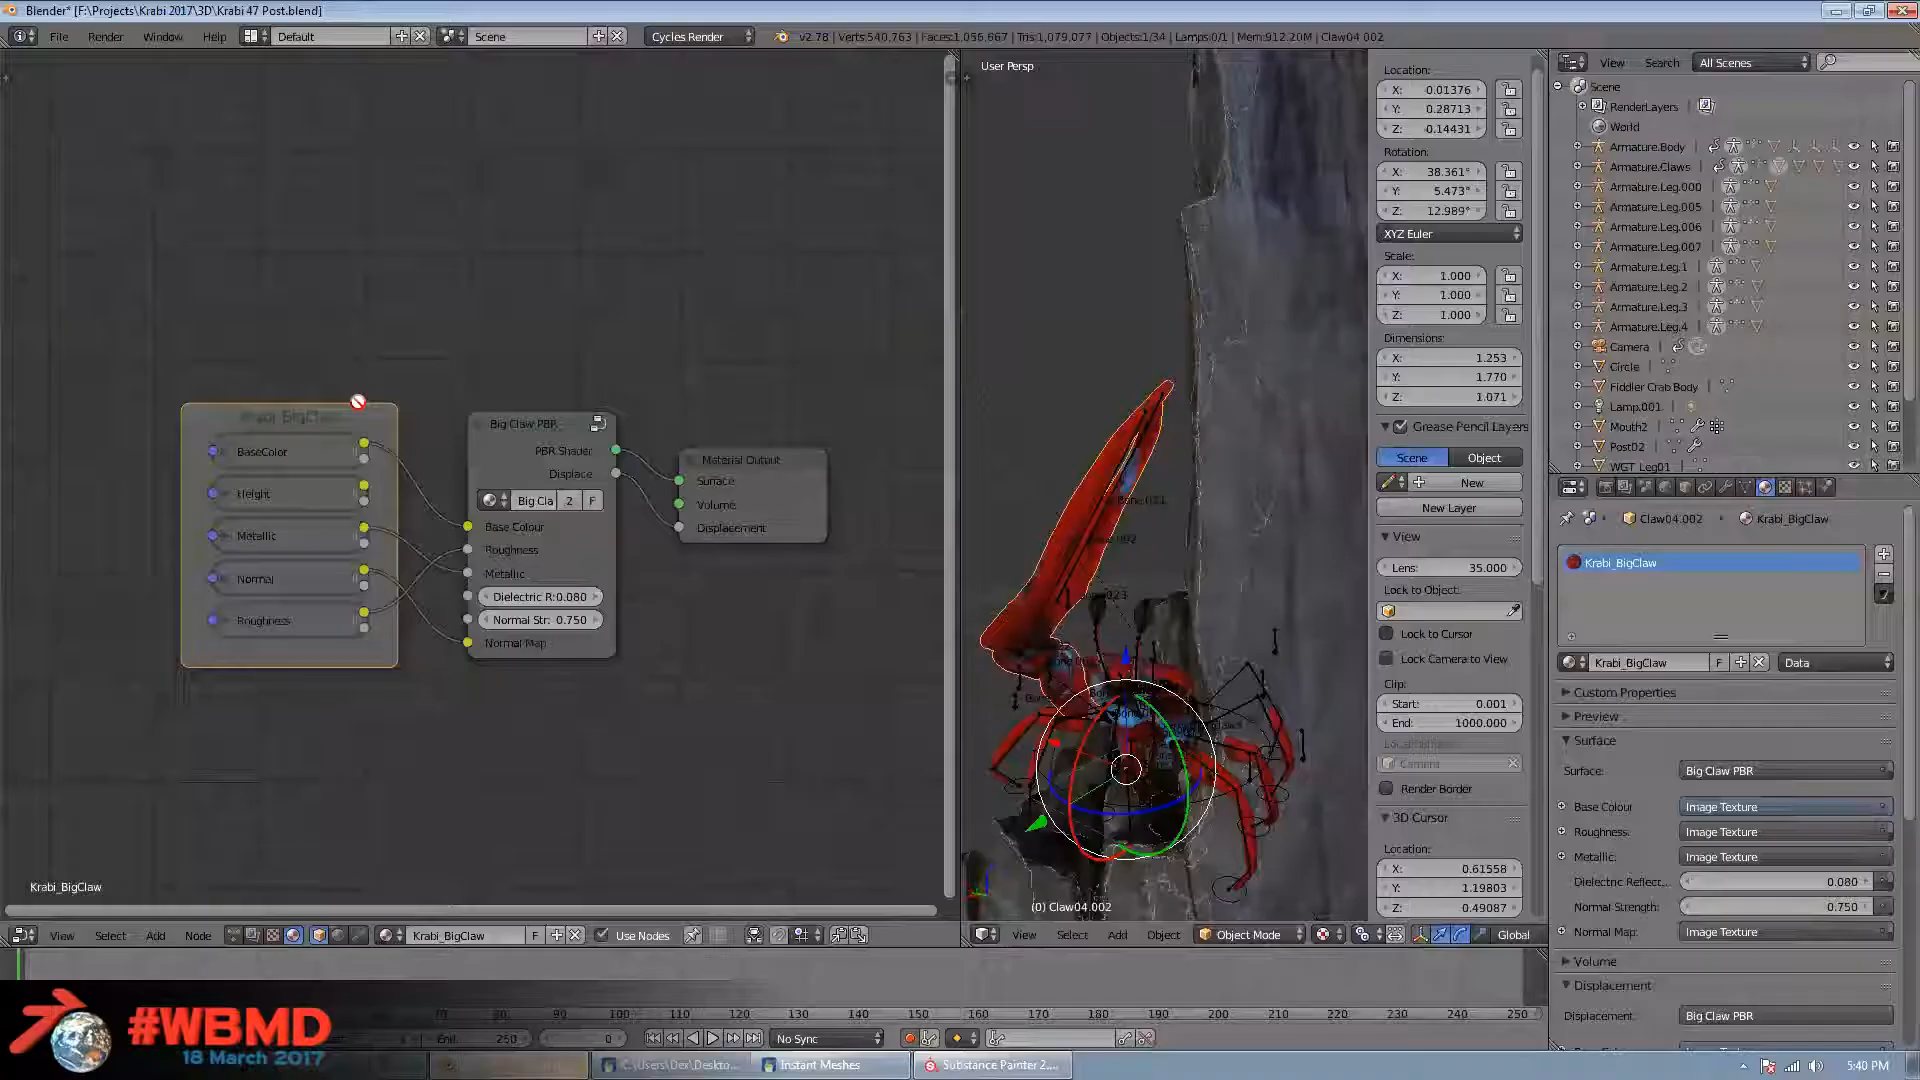 Blender* [F:\Projects\Krabi 2017\3D\Krabi 47 Post.blend]
File Render Window Help Default Scene Cycles Render v2.78 | Verts:540,763 | Faces:1,056,667 | Tris:1,079,077 | Objects:1/34 | Lamps:0/1 | Mem:912.20M | Claw04.002
User Persp
Krabi_BigClaw
BaseColor
Height
Metallic
Normal
Roughness
Big Claw PBR
PBR Shader
Displace
Big Cla 2 F
Base Colour
Roughness
Metallic
Dielectric R:0.080
Normal Str: 0.750
Normal Map
Material Output
Surface
Volume
Displacement
Krabi_BigClaw
View Select Add Node Krabi_BigClaw F Use Nodes
(0) Claw04.002
View Select Add Object Object Mode Global
Location:
X: -0.01376
Y: 0.28713
Z: -0.14431
Rotation:
X: 38.361°
Y: 5.473°
Z: 12.989°
XYZ Euler
Scale:
X: 1.000
Y: 1.000
Z: 1.000
Dimensions:
X: 1.253
Y: 1.770
Z: 1.071
Grease Pencil Layers
Scene Object
New
New Layer
View
Lens: 35.000
Lock to Object:
Lock to Cursor
Lock Camera to View
Clip:
Start: 0.001
End: 1000.000
Camera
Render Border
3D Cursor
Location:
X: 0.61558
Y: 1.19803
Z: 0.49087
View Search All Scenes
Scene
RenderLayers
World
Armature.Body
Armature.Claws
Armature.Leg.000
Armature.Leg.005
Armature.Leg.006
Armature.Leg.007
Armature.Leg.1
Armature.Leg.2
Armature.Leg.3
Armature.Leg.4
Camera
Circle
Fiddler Crab Body
Lamp.001
Mouth2
Post02
WGT_Leg01
Claw04.002 Krabi_BigClaw
Krabi_BigClaw
Krabi_BigClaw F Data
Custom Properties
Preview
Surface
Surface: Big Claw PBR
Base Colour Image Texture
Roughness: Image Texture
Metallic: Image Texture
Dielectric Reflect... 0.080
Normal Strength: 0.750
Normal Map: Image Texture
Volume
Displacement
Displacement: Big Claw PBR
70 80 90 100 110 120 130 140 150 160 170 180 190 200 210 220 230 240 250
End: 250 0 No Sync
#WBMD
18 March 2017
C:\Users\Dex\Deskto... Instant Meshes Substance Painter 2.... 5:40 PM